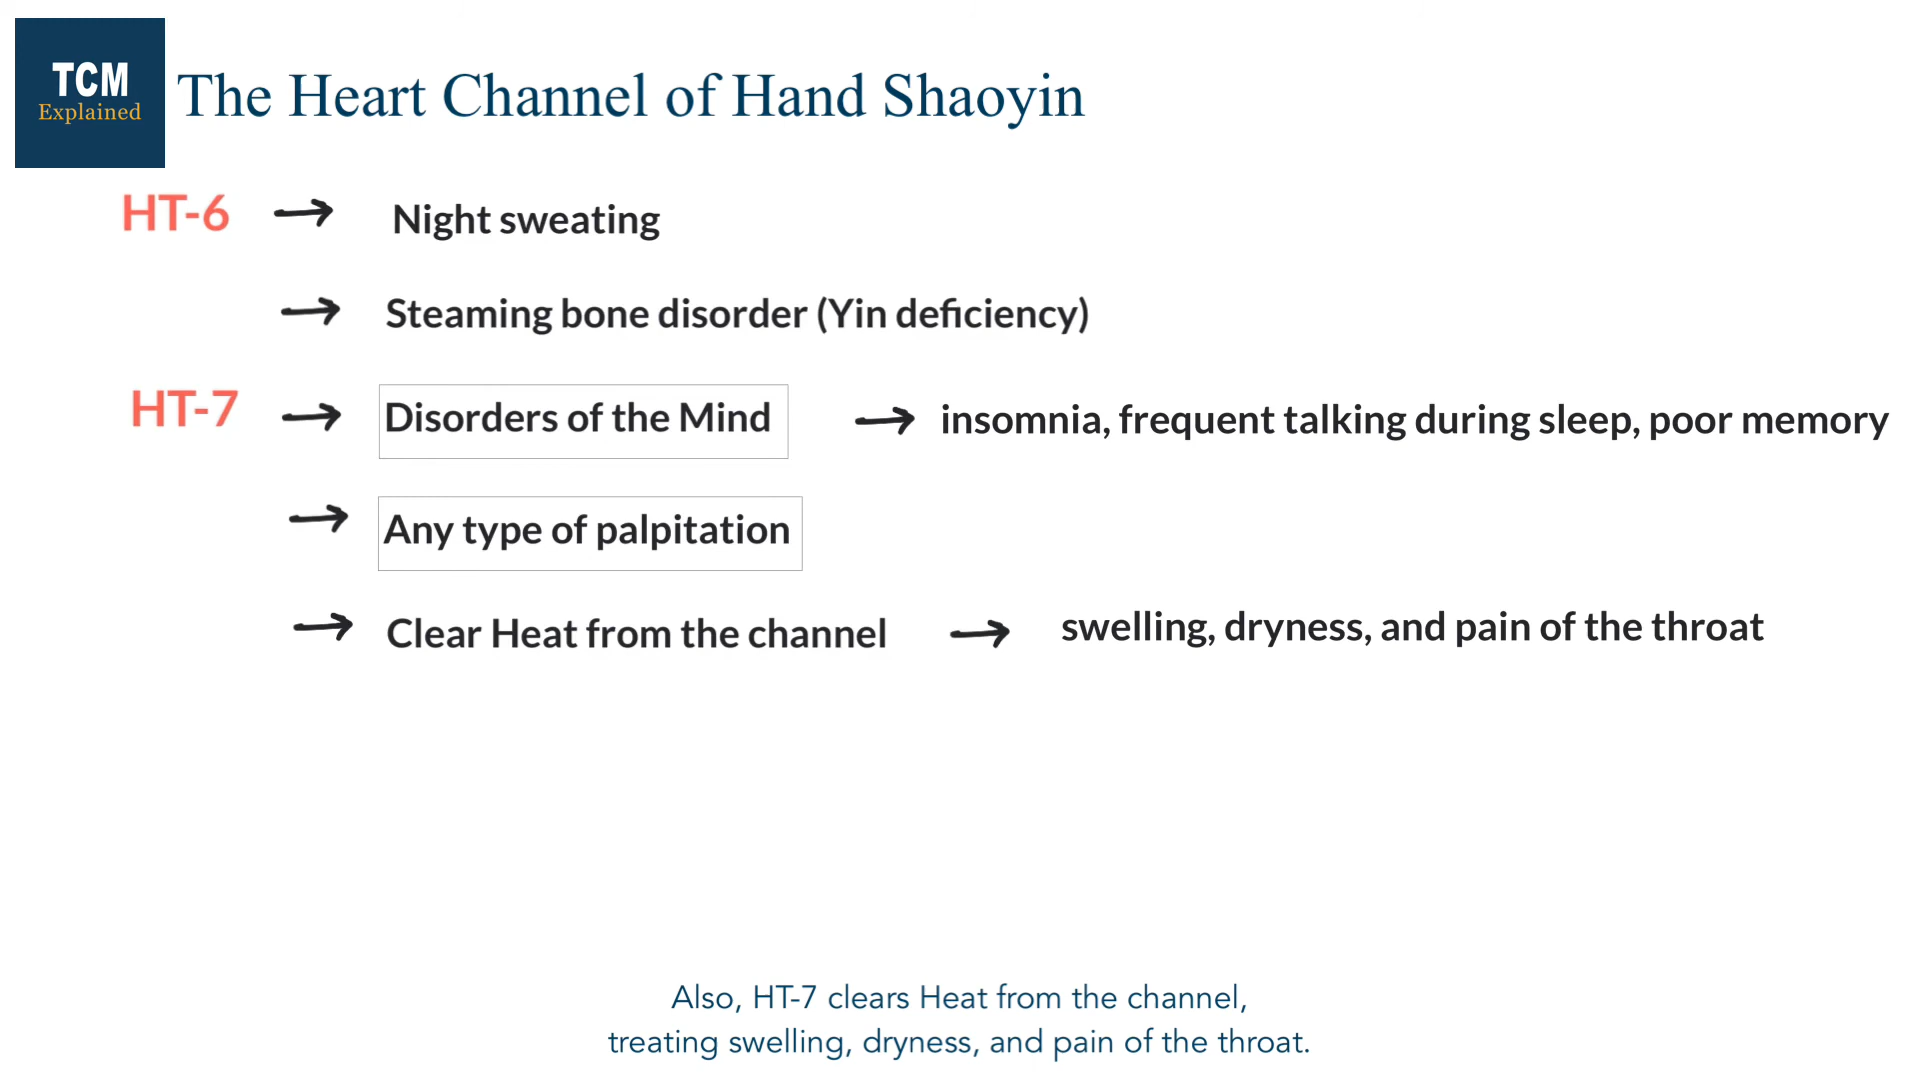 TCM
Explained
The Heart Channel of Hand Shaoyin
HT-6 → Night sweating
→ Steaming bone disorder (Yin deficiency)
HT-7 → Disorders of the Mind → insomnia, frequent talking during sleep, poor memory
→ Any type of palpitation
→ Clear Heat from the channel → swelling, dryness, and pain of the throat
Also, HT-7 clears Heat from the channel,
treating swelling, dryness, and pain of the throat.